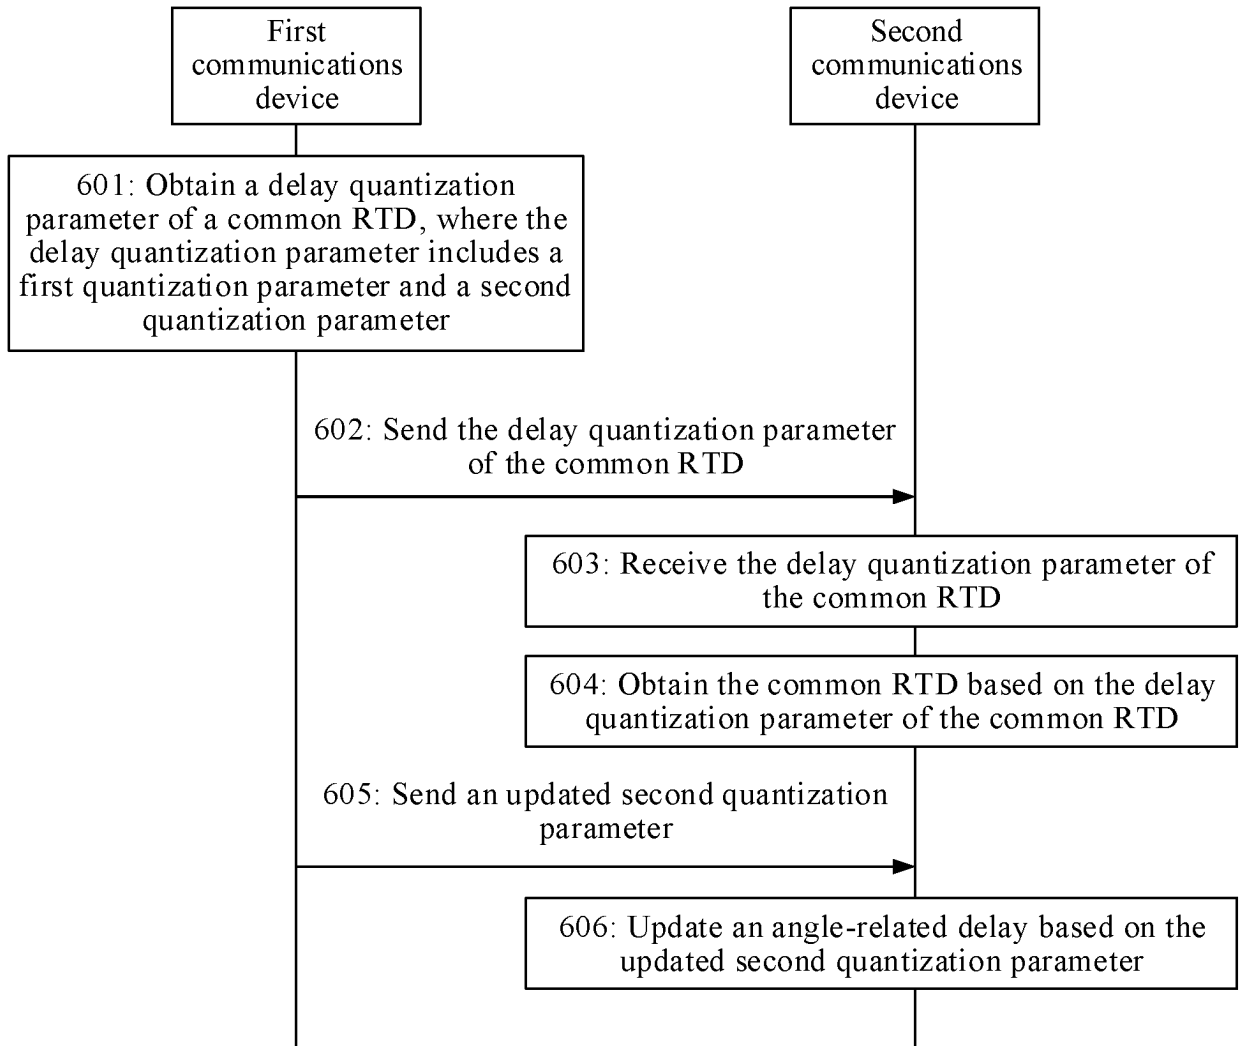 First
communications
device
Second
communications
device
601: Obtain a delay quantization
parameter of a common RTD, where the
delay quantization parameter includes a
first quantization parameter and a second
quantization parameter
602: Send the delay quantization parameter
of the common RTD
603: Receive the delay quantization parameter of
the common RTD
604: Obtain the common RTD based on the delay
quantization parameter of the common RTD
605: Send an updated second quantization
parameter
606: Update an angle-related delay based on the
updated second quantization parameter